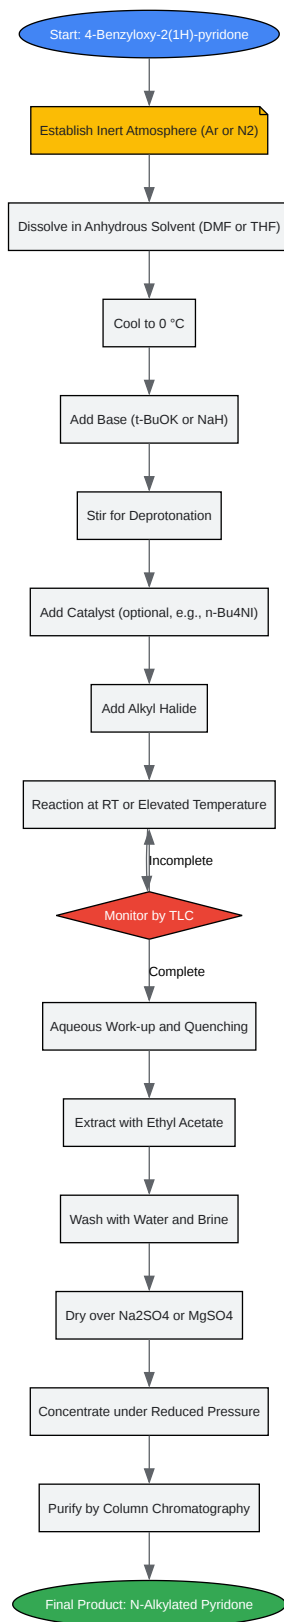 Start: 4-Benzyloxy-2(1H)-pyridone
Establish Inert Atmosphere (Ar or N2)
Dissolve in Anhydrous Solvent (DMF or THF)
Cool to 0 °C
Add Base (t-BuOK or NaH)
Stir for Deprotonation
Add Catalyst (optional, e.g., n-Bu4NI)
Add Alkyl Halide
Reaction at RT or Elevated Temperature
Incomplete
Monitor by TLC
Complete
Aqueous Work-up and Quenching
Extract with Ethyl Acetate
Wash with Water and Brine
Dry over Na2SO4 or MgSO4
Concentrate under Reduced Pressure
Purify by Column Chromatography
Final Product: N-Alkylated Pyridone